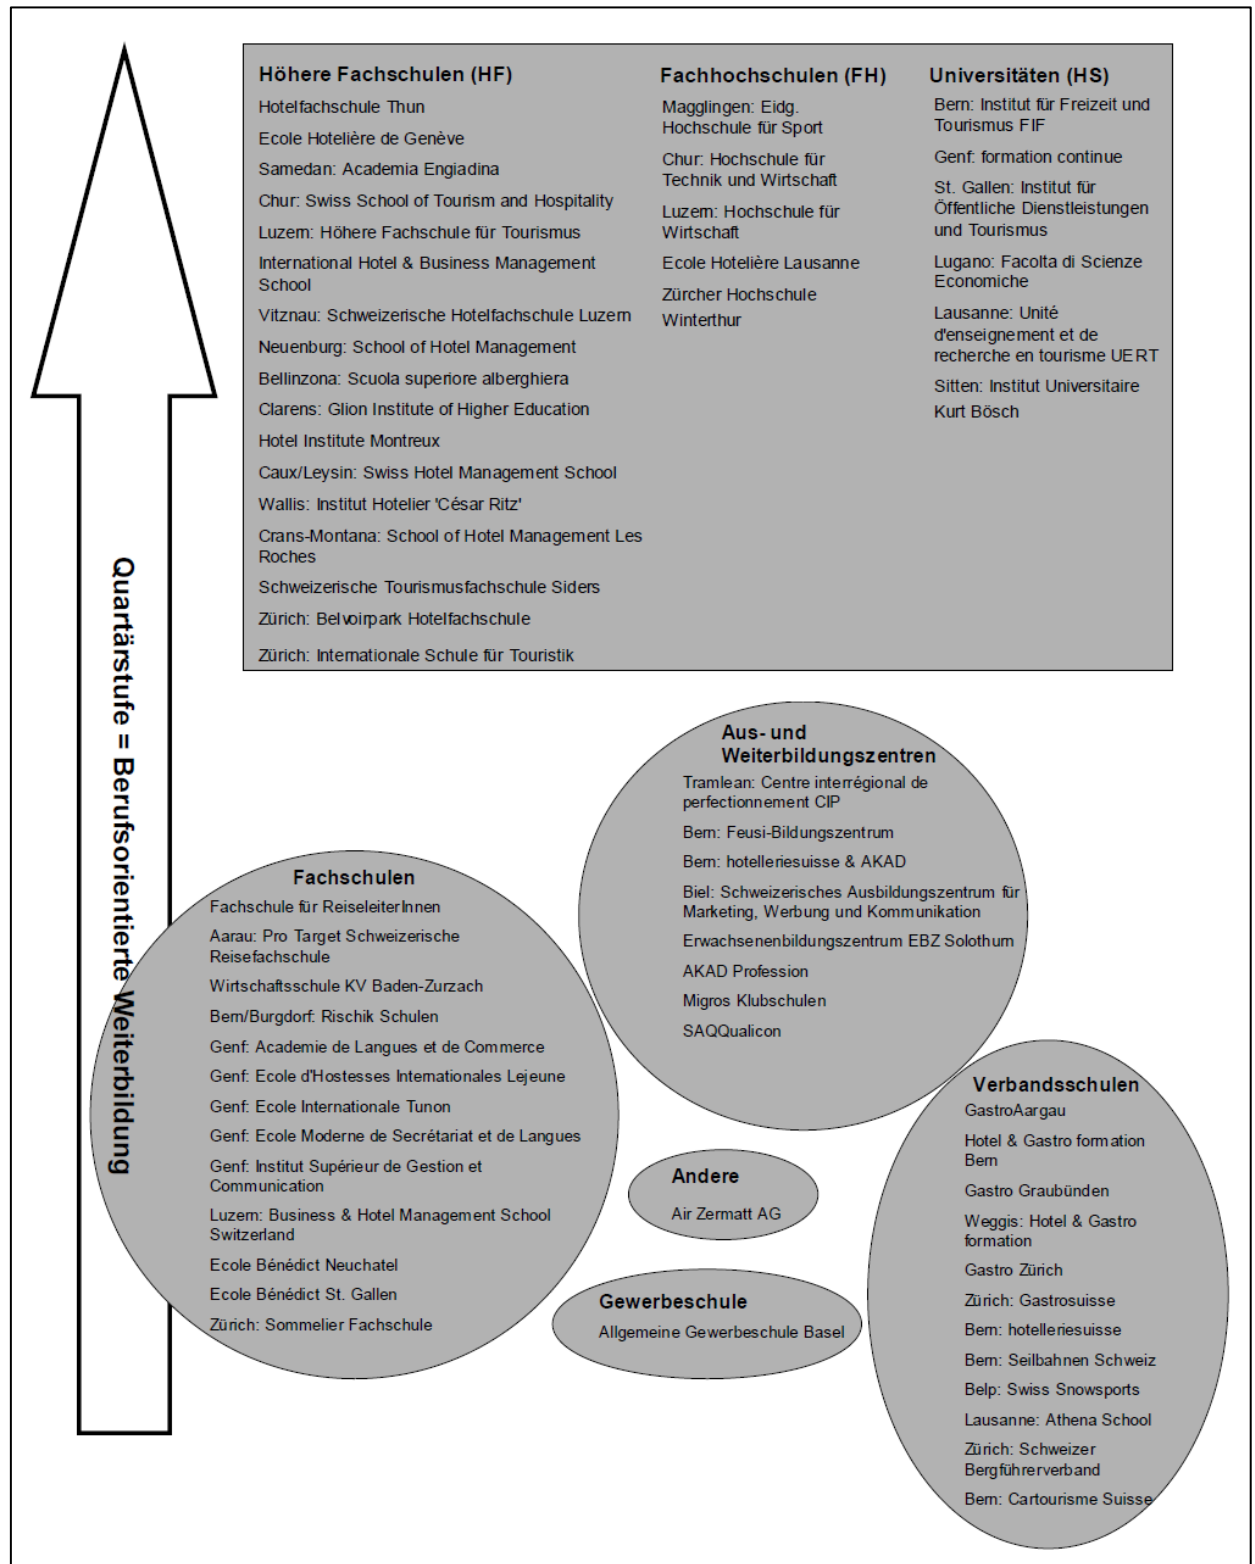 Quartärstufe = Berufsorientierte Weiterbildung
Höhere Fachschulen (HF)
Hotelfachschule Thun
Ecole Hotelière de Genève
Samedan: Academia Engiadina
Chur: Swiss School of Tourism and Hospitality
Luzern: Höhere Fachschule für Tourismus
International Hotel & Business Management
School
Vitznau: Schweizerische Hotelfachschule Luzern
Neuenburg: School of Hotel Management
Bellinzona: Scuola superiore alberghiera
Clarens: Glion Institute of Higher Education
Hotel Institute Montreux
Caux/Leysin: Swiss Hotel Management School
Wallis: Institut Hotelier 'César Ritz'
Crans-Montana: School of Hotel Management Les
Roches
Schweizerische Tourismusfachschule Siders
Zürich: Belvoirpark Hotelfachschule
Zürich: Internationale Schule für Touristik
Fachhochschulen (FH)
Magglingen: Eidg.
Hochschule für Sport
Chur: Hochschule für
Technik und Wirtschaft
Luzern: Hochschule für
Wirtschaft
Ecole Hotelière Lausanne
Zürcher Hochschule
Winterthur
Universitäten (HS)
Bern: Institut für Freizeit und
Tourismus FIF
Genf: formation continue
St. Gallen: Institut für
Öffentliche Dienstleistungen
und Tourismus
Lugano: Facolta di Scienze
Economiche
Lausanne: Unité
d'enseignement et de
recherche en tourisme UERT
Sitten: Institut Universitaire
Kurt Bösch
Aus- und
Weiterbildungszentren
Tramlean: Centre interrégional de
perfectionnement CIP
Bern: Feusi-Bildungszentrum
Bern: hotelleriesuisse & AKAD
Biel: Schweizerisches Ausbildungszentrum für
Marketing, Werbung und Kommunikation
Erwachsenenbildungszentrum EBZ Solothurn
AKAD Profession
Migros Klubschulen
SAQQualicon
Fachschulen
Fachschule für ReiseleiterInnen
Aarau: Pro Target Schweizerische
Reisefachschule
Wirtschaftsschule KV Baden-Zurzach
Bern/Burgdorf: Rischik Schulen
Genf: Academie de Langues et de Commerce
Genf: Ecole d'Hostesses Internationales Lejeune
Genf: Ecole Internationale Tunon
Genf: Ecole Moderne de Secrétariat et de Langues
Genf: Institut Supérieur de Gestion et
Communication
Luzern: Business & Hotel Management School
Switzerland
Ecole Bénédict Neuchatel
Ecole Bénédict St. Gallen
Zürich: Sommelier Fachschule
Andere
Air Zermatt AG
Gewerbeschule
Allgemeine Gewerbeschule Basel
Verbandsschulen
GastroAargau
Hotel & Gastro formation
Bern
Gastro Graubünden
Weggis: Hotel & Gastro
formation
Gastro Zürich
Zürich: Gastrosuisse
Bern: hotelleriesuisse
Bern: Seilbahnen Schweiz
Belp: Swiss Snowsports
Lausanne: Athena School
Zürich: Schweizer
Bergführerverband
Bern: Cartourisme Suisse